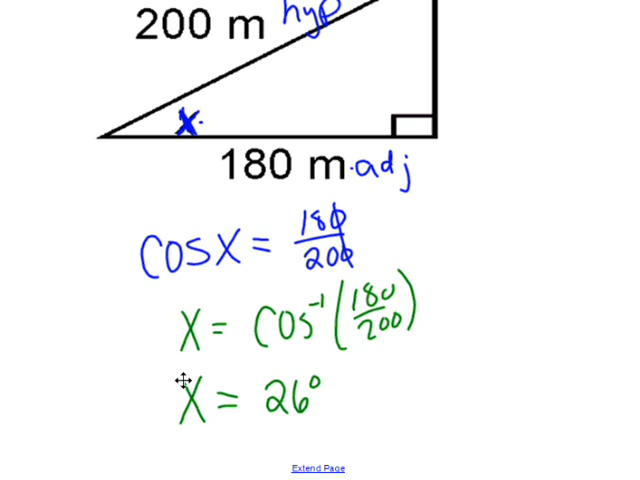 200 m hyp
x
180 m adj
cos x = 180/200
x = cos⁻¹(180/200)
x = 26°
Extend Page